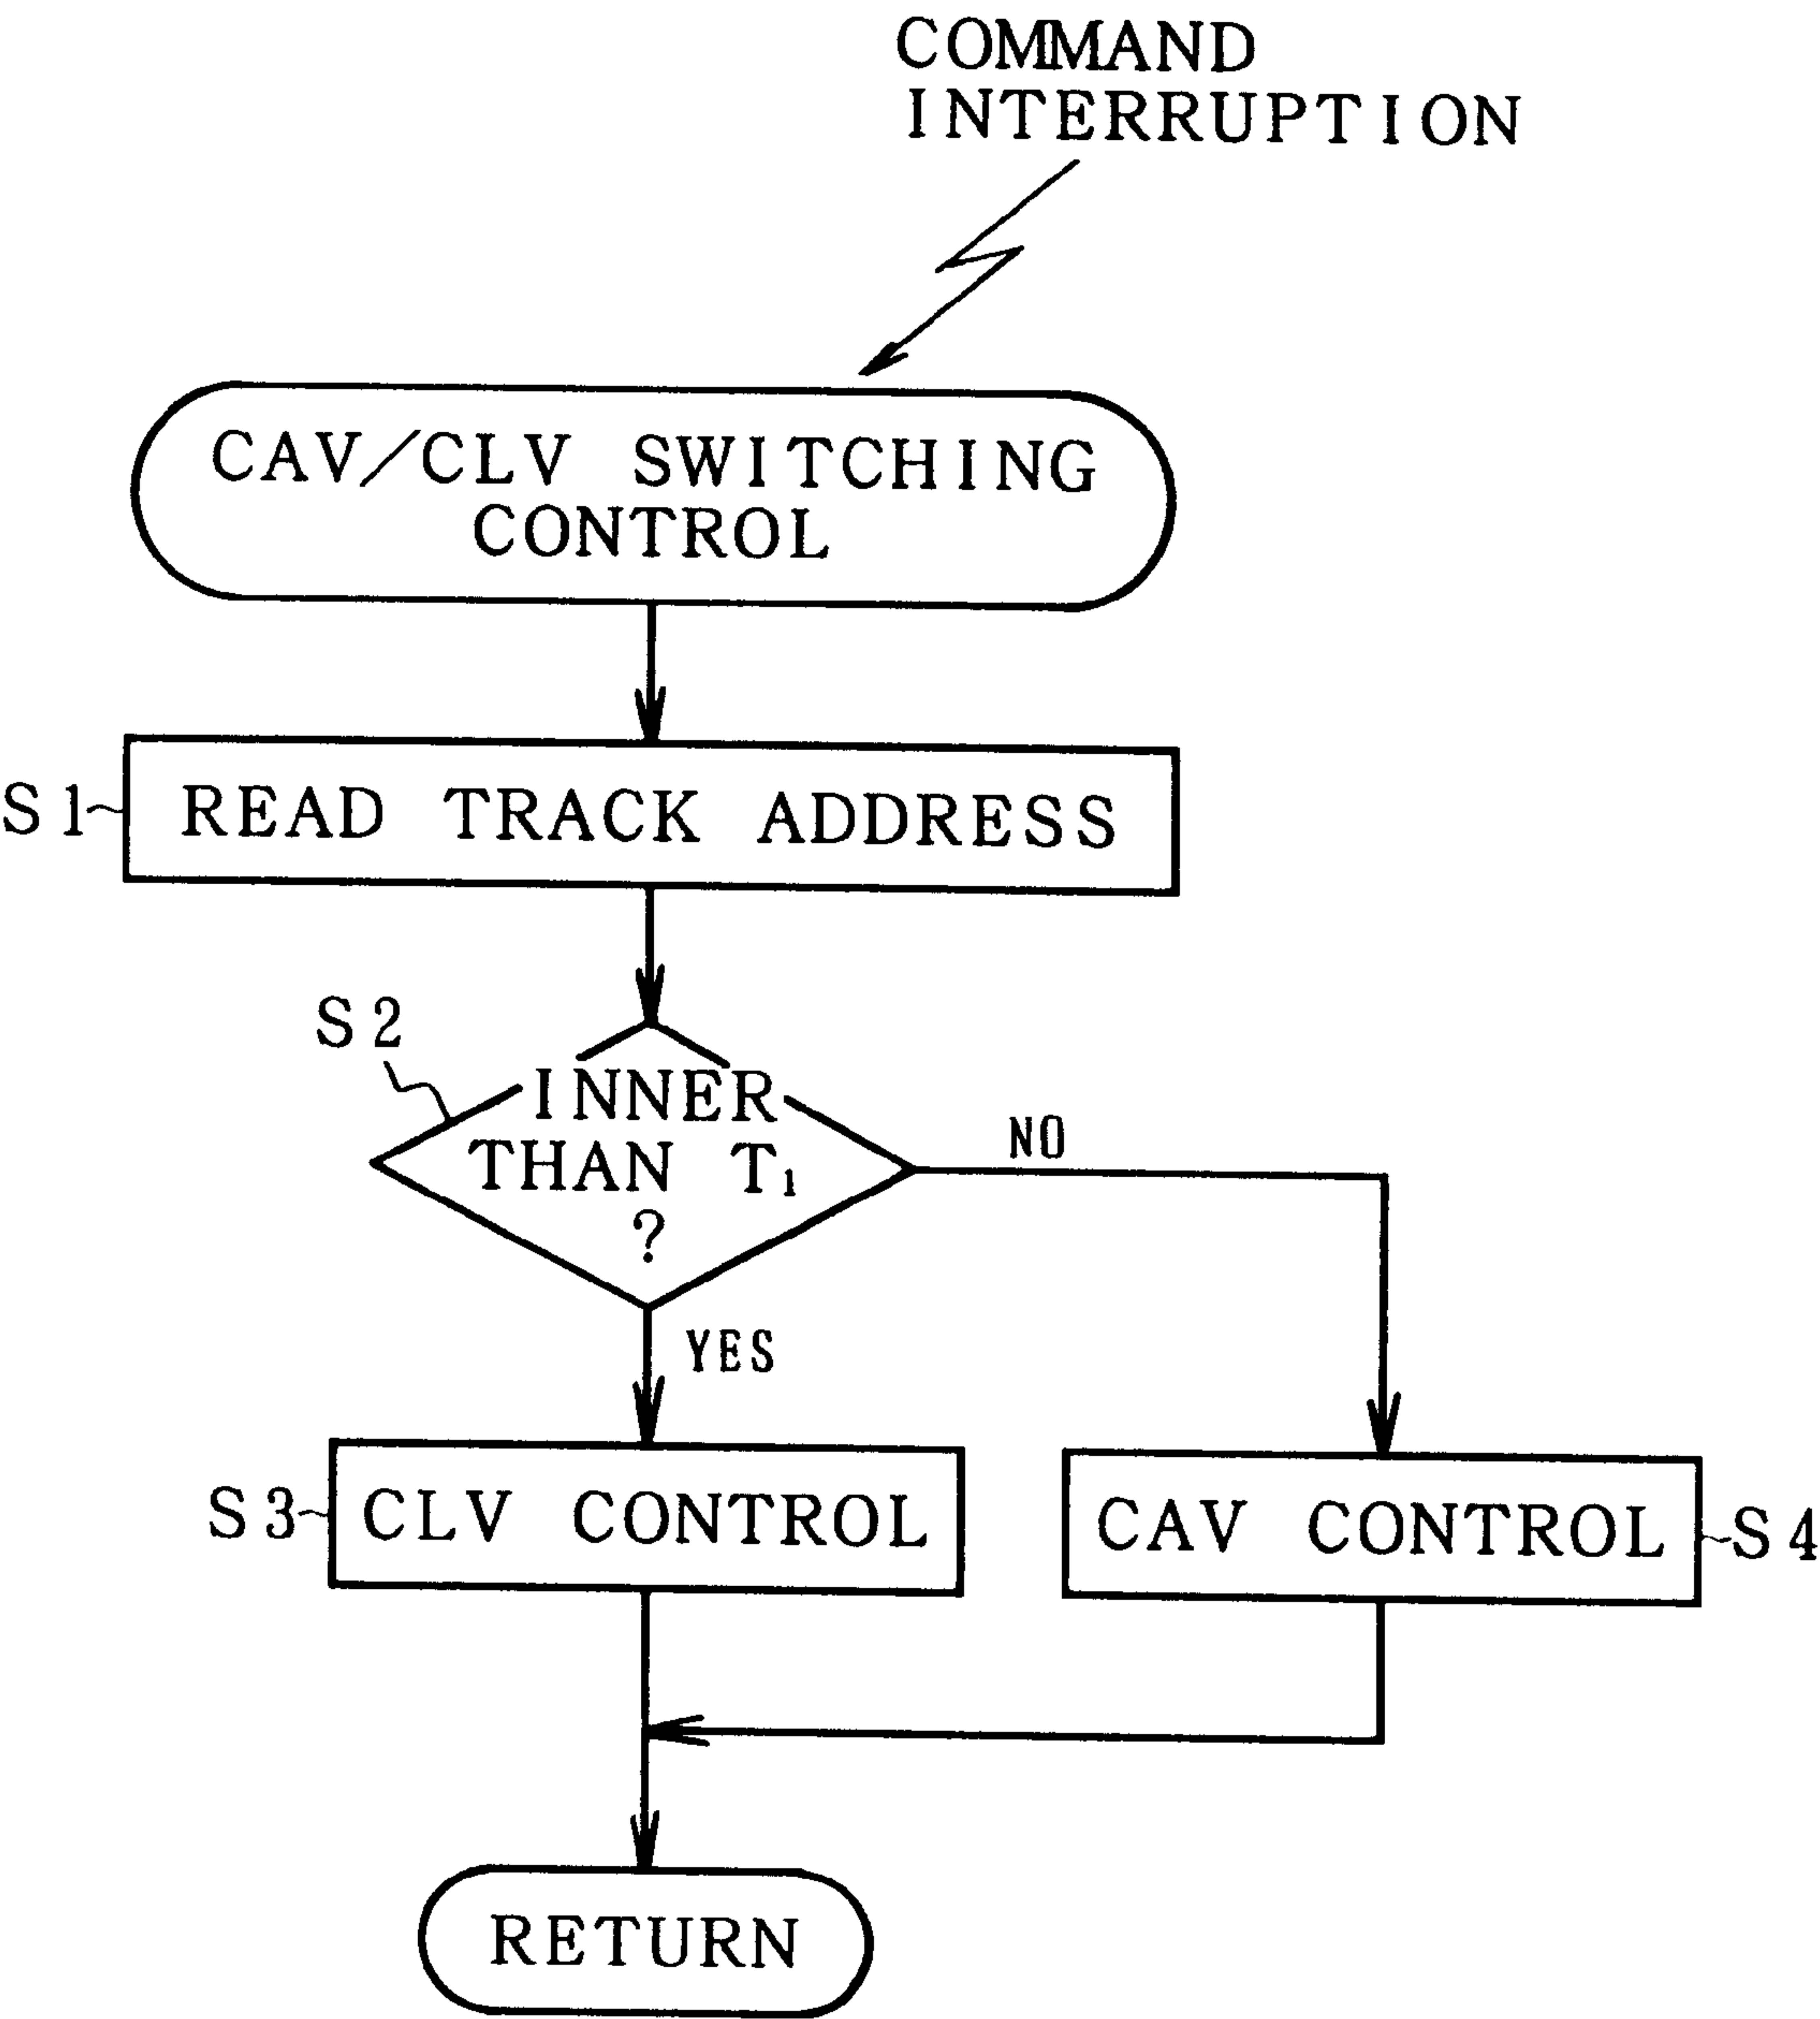 COMMAND
INTERRUPTION
CAV/CLV SWITCHING
CONTROL
S1
READ TRACK ADDRESS
S2
INNER
THAN T₁
?
NO
YES
S3
CLV CONTROL
CAV CONTROL
S4
RETURN